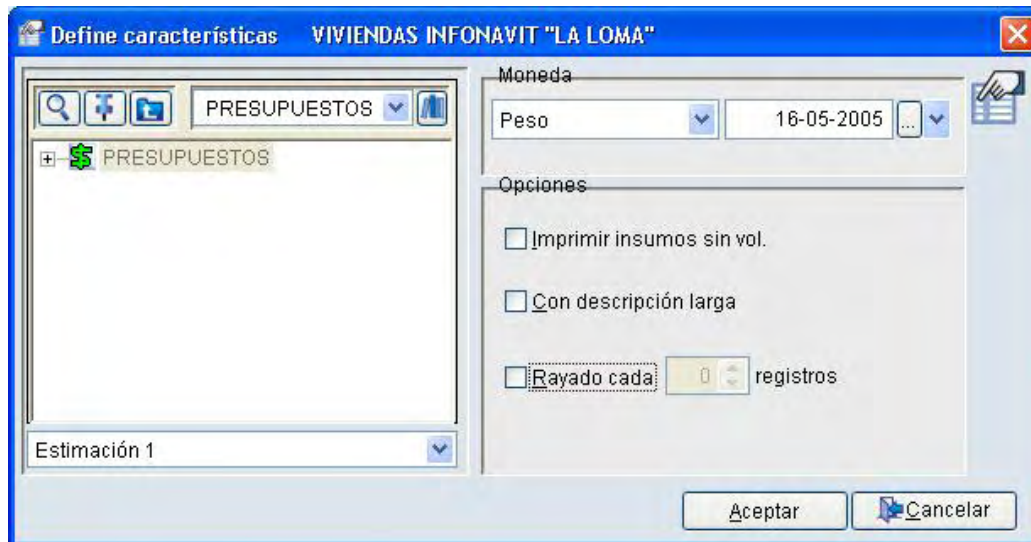 Define características VIVIENDAS INFONAVIT "LA LOMA"
PRESUPUESTOS
PRESUPUESTOS
Estimación 1
Moneda
Peso 16-05-2005 ...
Opciones
Imprimir insumos sin vol.
Con descripción larga
Rayado cada 0 registros
Aceptar Cancelar